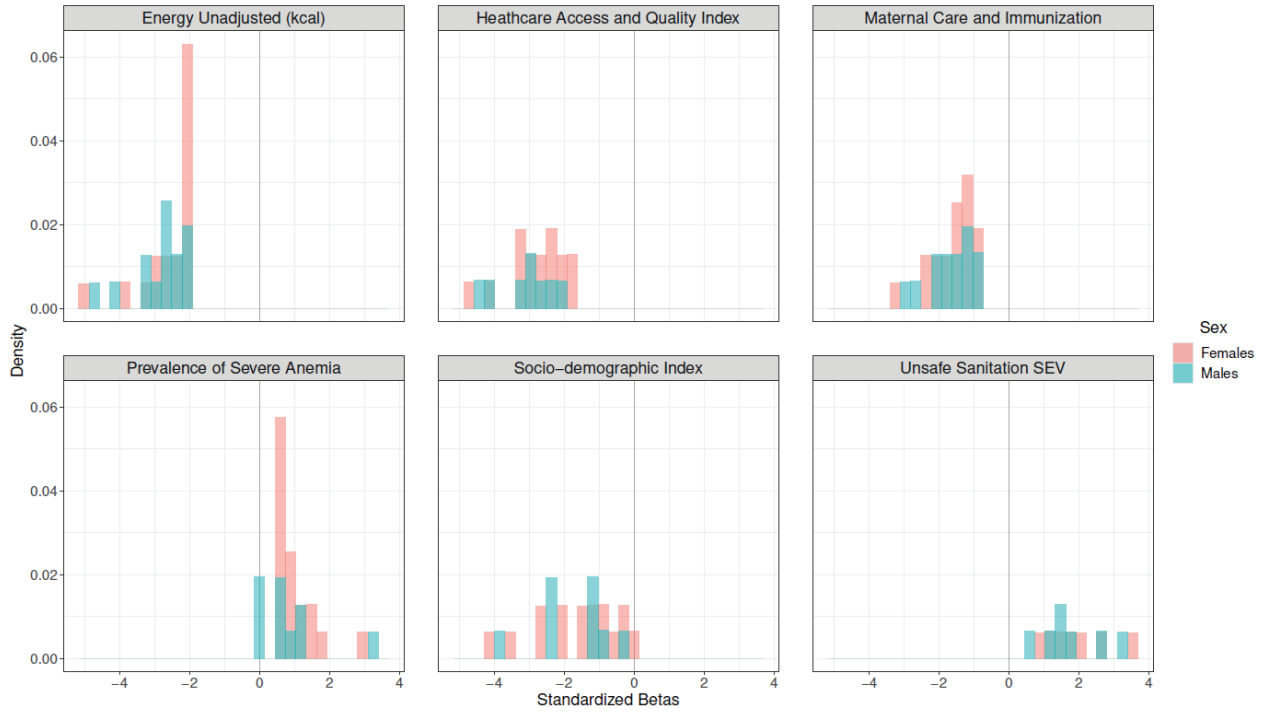 Energy Unadjusted (kcal)
Heathcare Access and Quality Index
Maternal Care and Immunization
0.06
0.04
0.02
0.00
Density
Prevalence of Severe Anemia
Socio−demographic Index
Unsafe Sanitation SEV
0.06
0.04
0.02
0.00
−4 −2 0 2 4
−4 −2 0 2 4
−4 −2 0 2 4
Standardized Betas
Sex
Females
Males